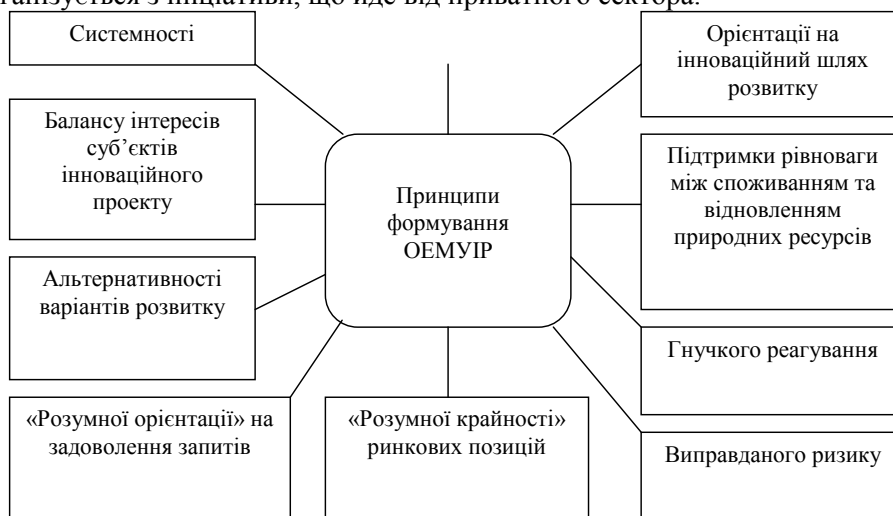 з ініціативи, що йде від приватного сектора.
Системності
Орієнтації на
інноваційний шлях
розвитку
Балансу інтересів
суб’єктів
інноваційного
проекту
Принципи
формування
ОЕМУІР
Підтримки рівноваги
між споживанням та
відновленням
природних ресурсів
Альтернативності
варіантів розвитку
Гнучкого реагування
«Розумної орієнтації» на
задоволення запитів
«Розумної крайності»
ринкових позицій
Виправданого ризику